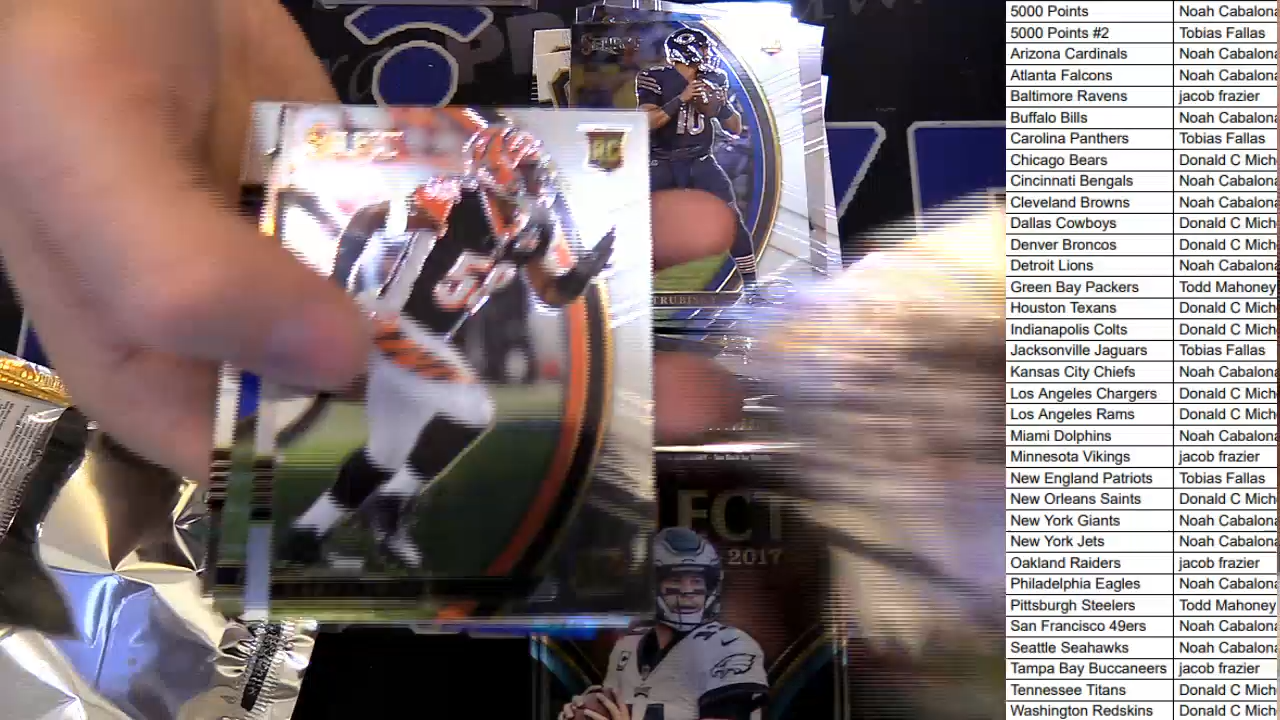 SELECT
RC
10
TRUBISKY
ECT
2017
5000 Points Noah Cabalona
5000 Points #2 Tobias Fallas
Arizona Cardinals Noah Cabalona
Atlanta Falcons Noah Cabalona
Baltimore Ravens jacob frazier
Buffalo Bills Noah Cabalona
Carolina Panthers Tobias Fallas
Chicago Bears Donald C Mich
Cincinnati Bengals Noah Cabalona
Cleveland Browns Noah Cabalona
Dallas Cowboys Donald C Mich
Denver Broncos Donald C Mich
Detroit Lions Noah Cabalona
Green Bay Packers Todd Mahoney
Houston Texans Donald C Mich
Indianapolis Colts Donald C Mich
Jacksonville Jaguars Tobias Fallas
Kansas City Chiefs Noah Cabalona
Los Angeles Chargers Donald C Mich
Los Angeles Rams Donald C Mich
Miami Dolphins Noah Cabalona
Minnesota Vikings jacob frazier
New England Patriots Tobias Fallas
New Orleans Saints Donald C Mich
New York Giants Noah Cabalona
New York Jets Noah Cabalona
Oakland Raiders jacob frazier
Philadelphia Eagles Noah Cabalona
Pittsburgh Steelers Todd Mahoney
San Francisco 49ers Noah Cabalona
Seattle Seahawks Noah Cabalona
Tampa Bay Buccaneers jacob frazier
Tennessee Titans Donald C Mich
Washington Redskins Donald C Mich